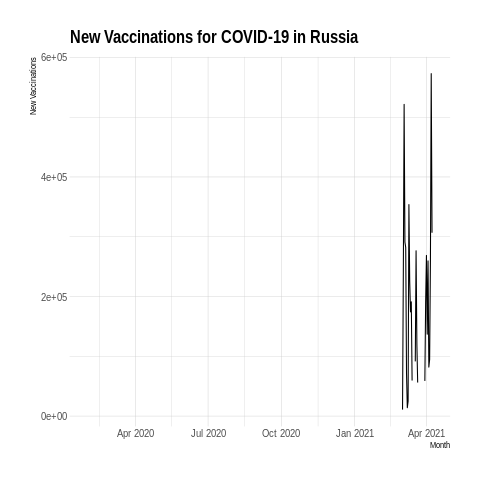 New Vaccinations for COVID-19 in Russia
New Vaccinations
6e+05
4e+05
2e+05
0e+00
Apr 2020 Jul 2020 Oct 2020 Jan 2021 Apr 2021
Month